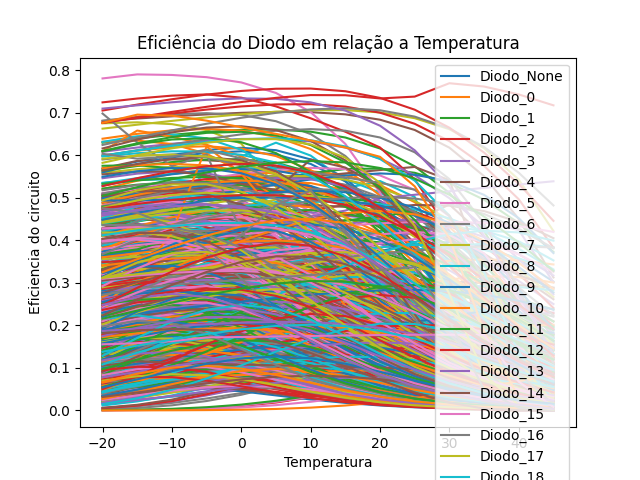 Eficiência do Diodo em relação a Temperatura
Eficiencia do circuito
0.8
0.7
0.6
0.5
0.4
0.3
0.2
0.1
0.0
−20
−10
0
10
20
30
40
Temperatura
Diodo_None
Diodo_0
Diodo_1
Diodo_2
Diodo_3
Diodo_4
Diodo_5
Diodo_6
Diodo_7
Diodo_8
Diodo_9
Diodo_10
Diodo_11
Diodo_12
Diodo_13
Diodo_14
Diodo_15
Diodo_16
Diodo_17
Diodo_18